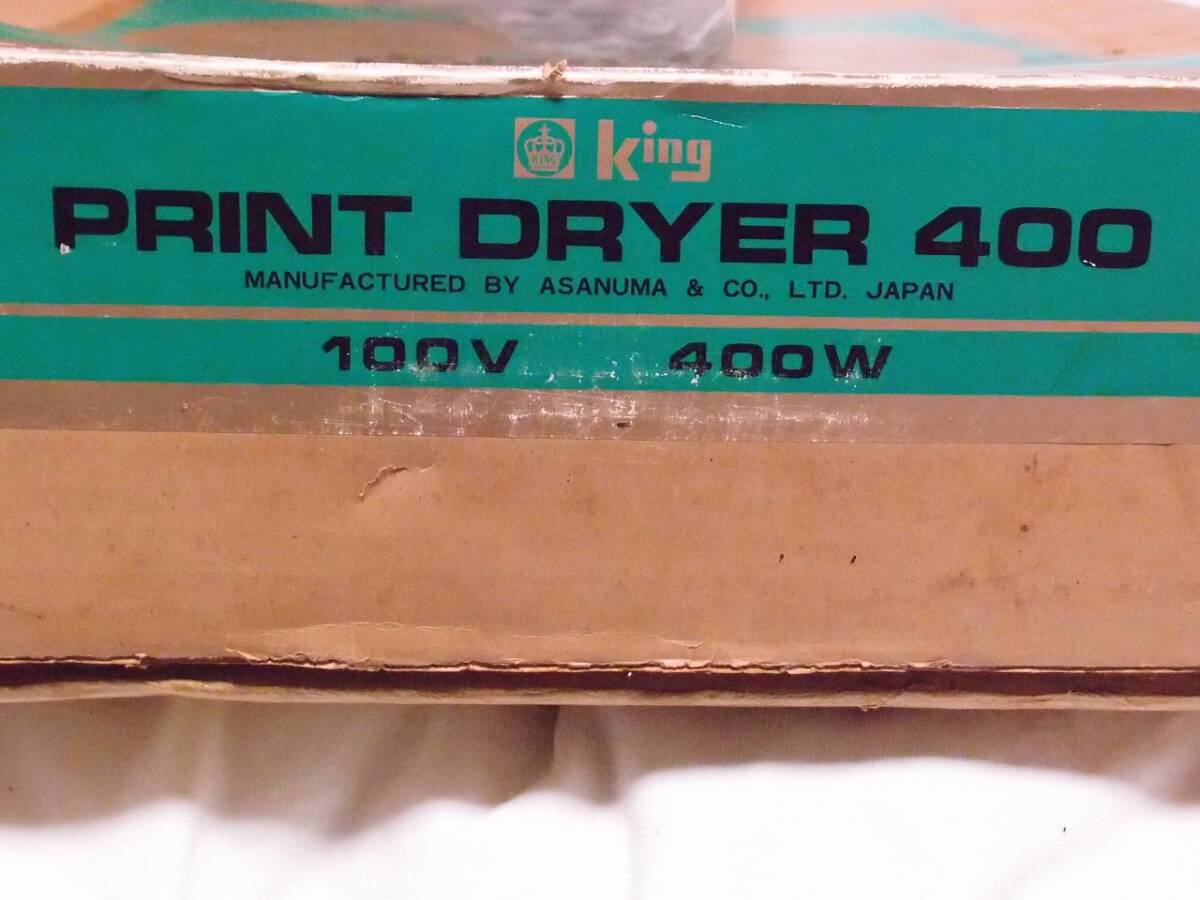 KING King
PRINT DRYER 400
MANUFACTURED BY ASANUMA & CO., LTD. JAPAN
100V 400W